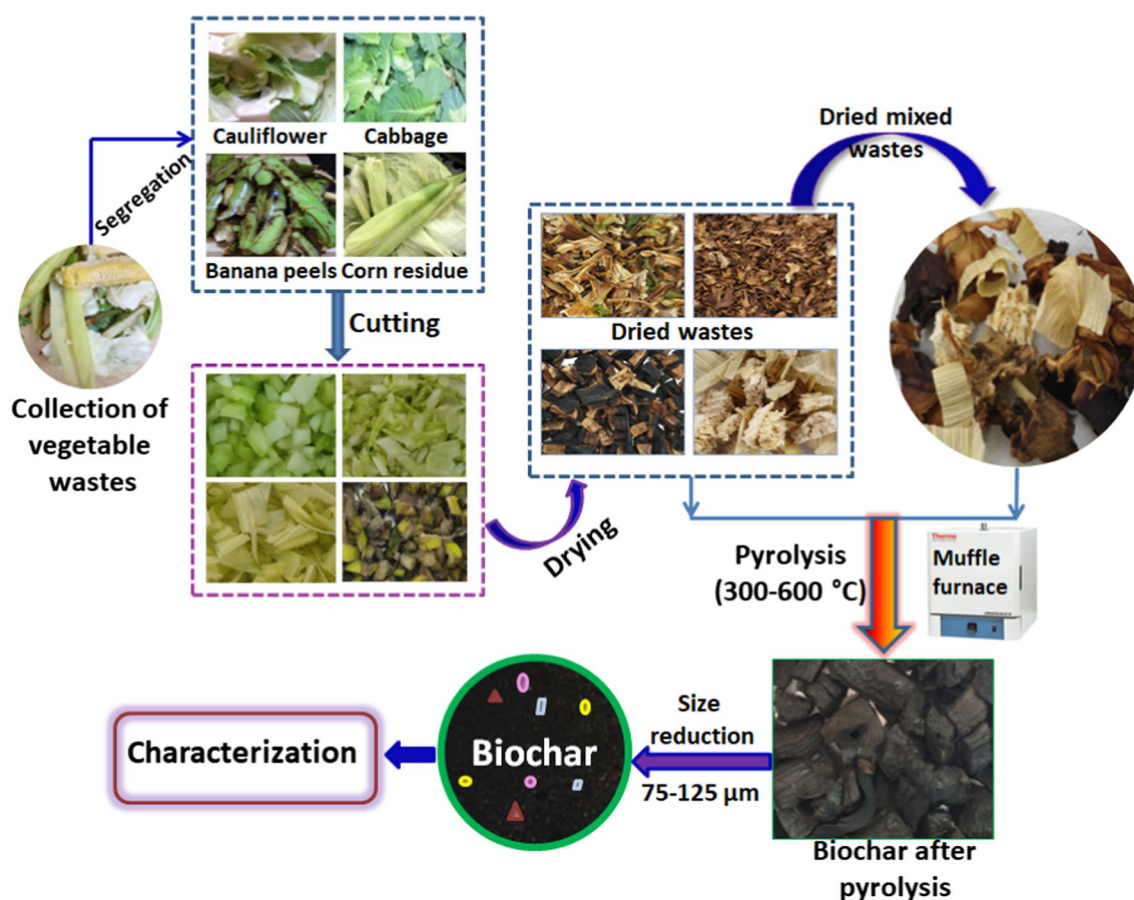 Segregation
Cauliflower
Cabbage
Banana peels
Corn residue
Collection of
vegetable
wastes
Cutting
Drying
Dried wastes
Dried mixed
wastes
Pyrolysis
(300-600 °C)
Thermo
Muffle
furnace
Biochar after
pyrolysis
Size
reduction
75-125 µm
Biochar
Characterization